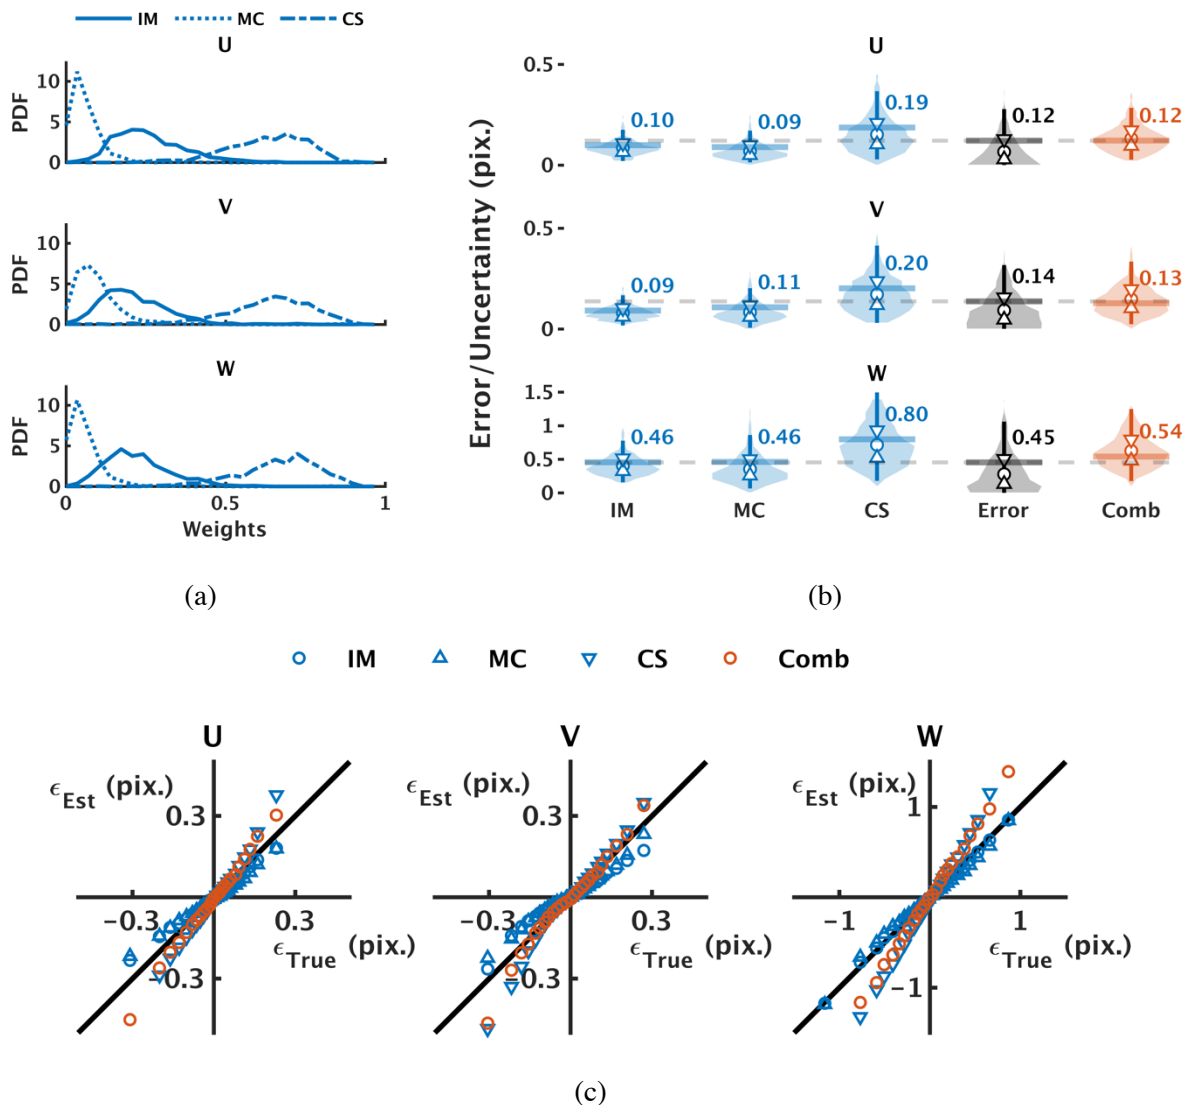 IM MC CS
U
PDF
10
5
0
V
PDF
10
5
0
W
PDF
10
5
0
0 0.5 1
Weights
(a)
Error/Uncertainty (pix.)
U
0.5
0
0.10 0.09 0.19 0.12 0.12
V
0.5
0
0.09 0.11 0.20 0.14 0.13
W
1.5
1
0.5
0
0.46 0.46 0.80 0.45 0.54
IM MC CS Error Comb
(b)
IM MC CS Comb
U
ϵEst (pix.)
0.3
−0.3 0.3
ϵTrue (pix.)
−0.3
V
ϵEst (pix.)
0.3
−0.3 0.3
ϵTrue (pix.)
−0.3
W
ϵEst (pix.)
1
−1 1
ϵTrue (pix.)
−1
(c)